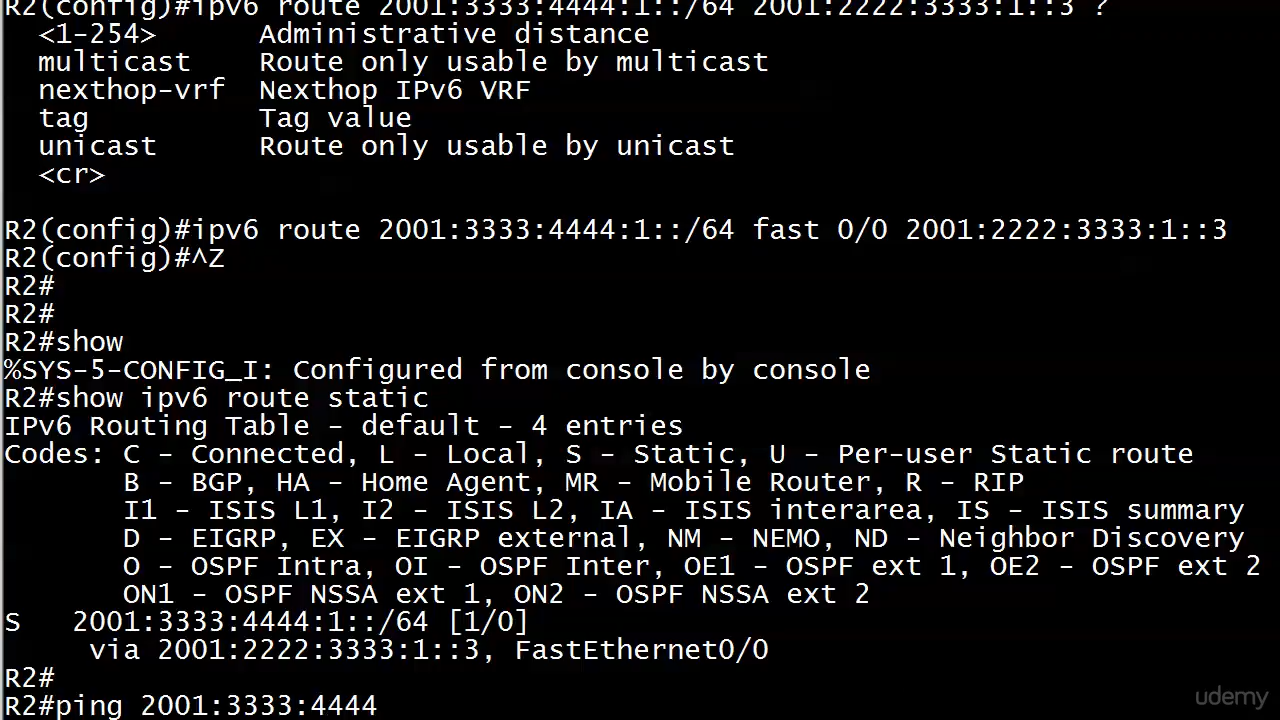 R2(config)#ipv6 route 2001:3333:4444:1::/64 2001:2222:3333:1::3 ?
  <1-254>      Administrative distance
  multicast    Route only usable by multicast
  nexthop-vrf  Nexthop IPv6 VRF
  tag          Tag value
  unicast      Route only usable by unicast
  <cr>

R2(config)#ipv6 route 2001:3333:4444:1::/64 fast 0/0 2001:2222:3333:1::3
R2(config)#^Z
R2#
R2#
R2#show
%SYS-5-CONFIG_I: Configured from console by console
R2#show ipv6 route static
IPv6 Routing Table - default - 4 entries
Codes: C - Connected, L - Local, S - Static, U - Per-user Static route
       B - BGP, HA - Home Agent, MR - Mobile Router, R - RIP
       I1 - ISIS L1, I2 - ISIS L2, IA - ISIS interarea, IS - ISIS summary
       D - EIGRP, EX - EIGRP external, NM - NEMO, ND - Neighbor Discovery
       O - OSPF Intra, OI - OSPF Inter, OE1 - OSPF ext 1, OE2 - OSPF ext 2
       ON1 - OSPF NSSA ext 1, ON2 - OSPF NSSA ext 2
S   2001:3333:4444:1::/64 [1/0]
     via 2001:2222:3333:1::3, FastEthernet0/0
R2#
R2#ping 2001:3333:4444
udemy